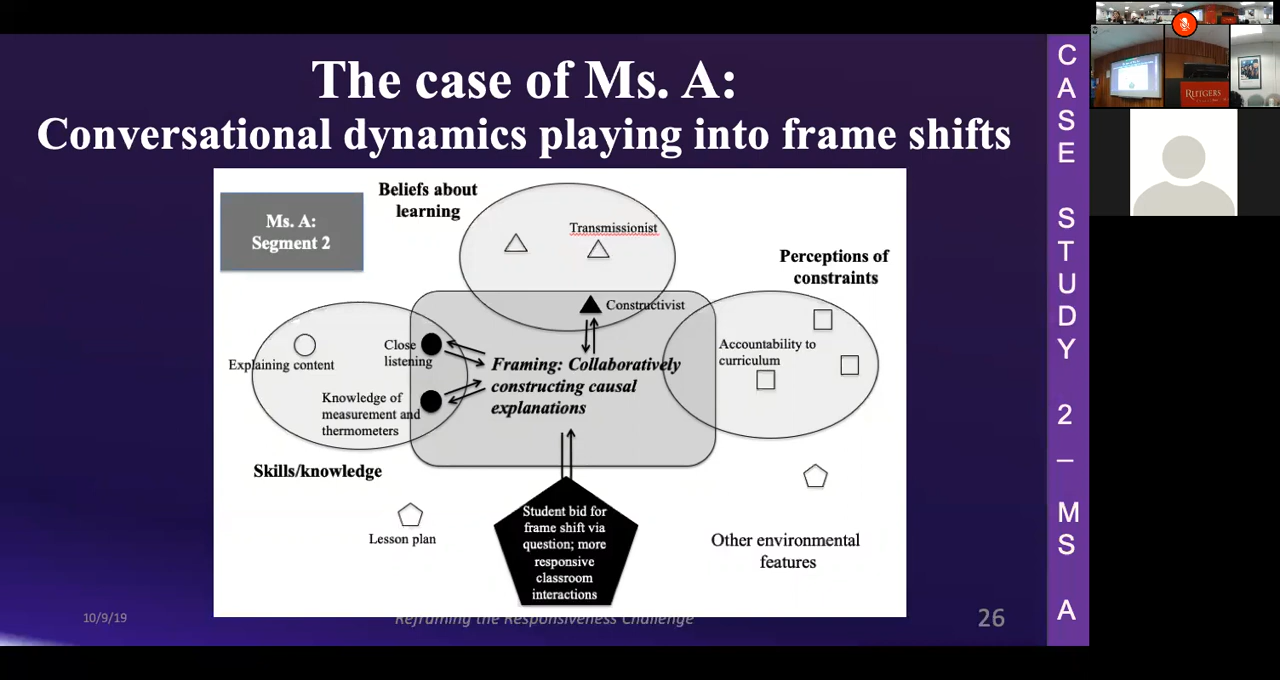 The case of Ms. A:
Conversational dynamics playing into frame shifts
Ms. A:
Segment 2
Beliefs about
learning
Transmissionist
Constructivist
Perceptions of
constraints
Accountability to
curriculum
Explaining content
Close
listening
Knowledge of
measurement and
thermometers
Skills/knowledge
Framing: Collaboratively
constructing causal
explanations
Student bid for
frame shift via
question; more
responsive
classroom
interactions
Lesson plan
Other environmental
features
10/9/19
Reframing the Responsiveness Challenge
26
CASE STUDY 2 – MS A
RUTGERS